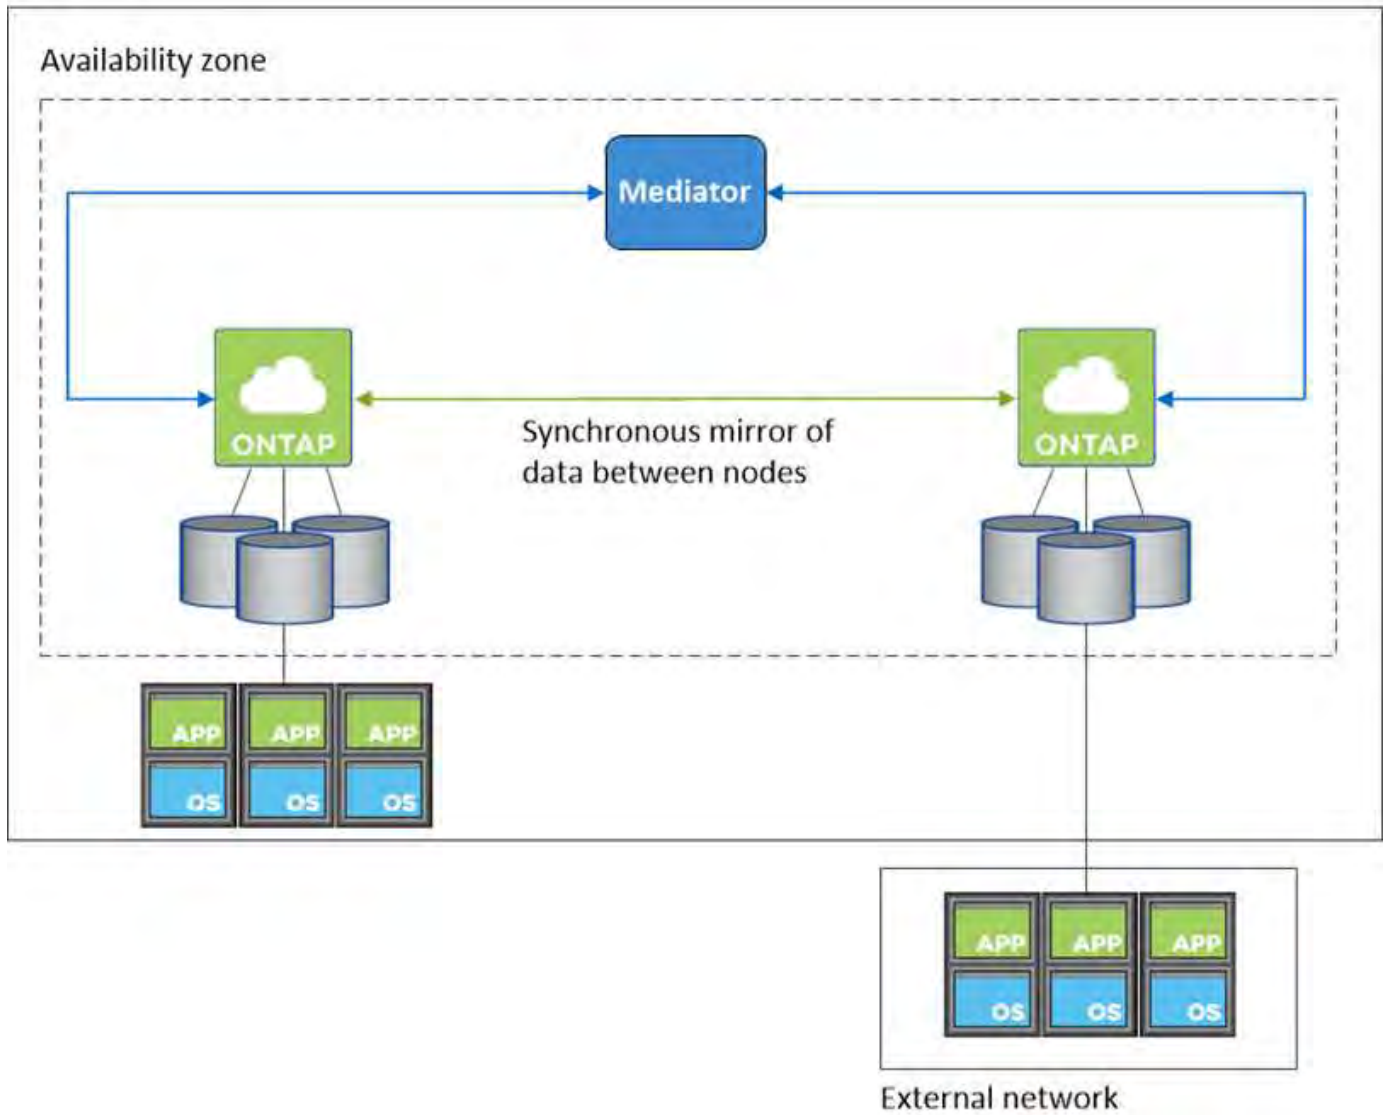 Availability zone
Mediator
ONTAP
ONTAP
Synchronous mirror of
data between nodes
APP APP APP
OS OS OS
APP APP APP
OS OS OS
External network